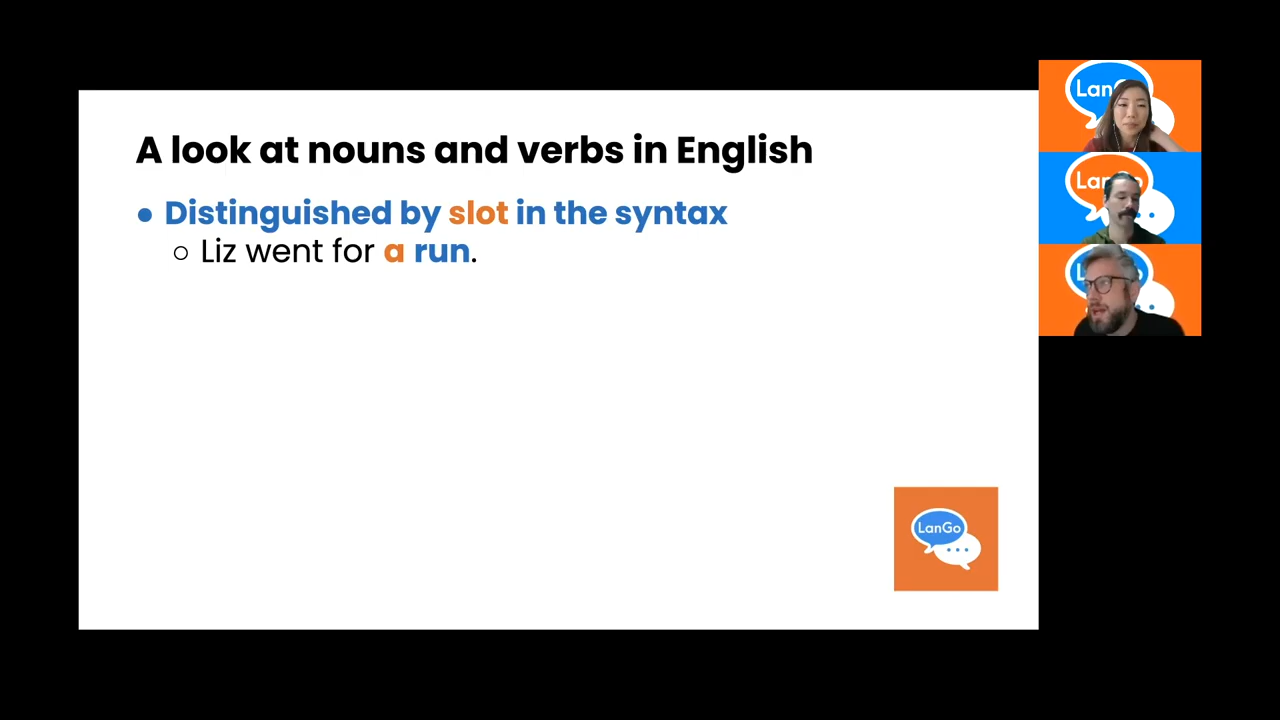 A look at nouns and verbs in English
● Distinguished by slot in the syntax
○ Liz went for a run.
LanGo
LanGo